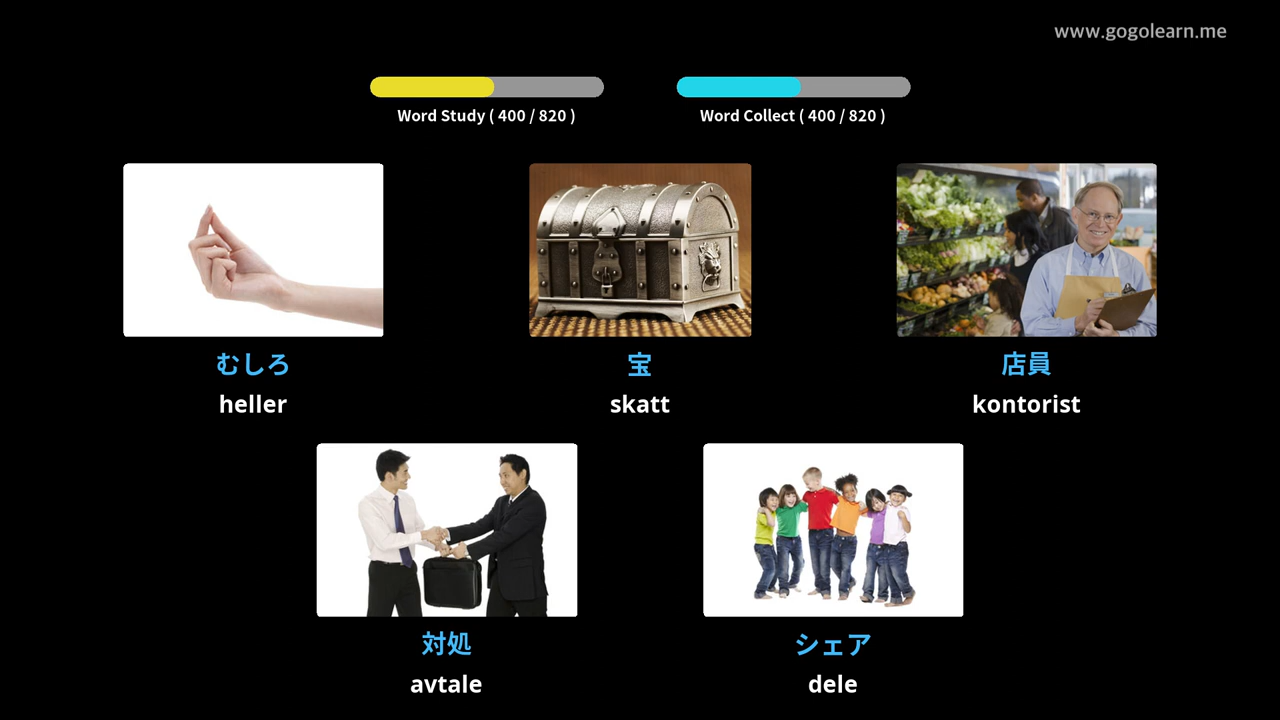 www.gogolearn.me
Word Study ( 400 / 820 )
Word Collect ( 400 / 820 )
むしろ
heller
宝
skatt
店員
kontorist
対処
avtale
シェア
dele